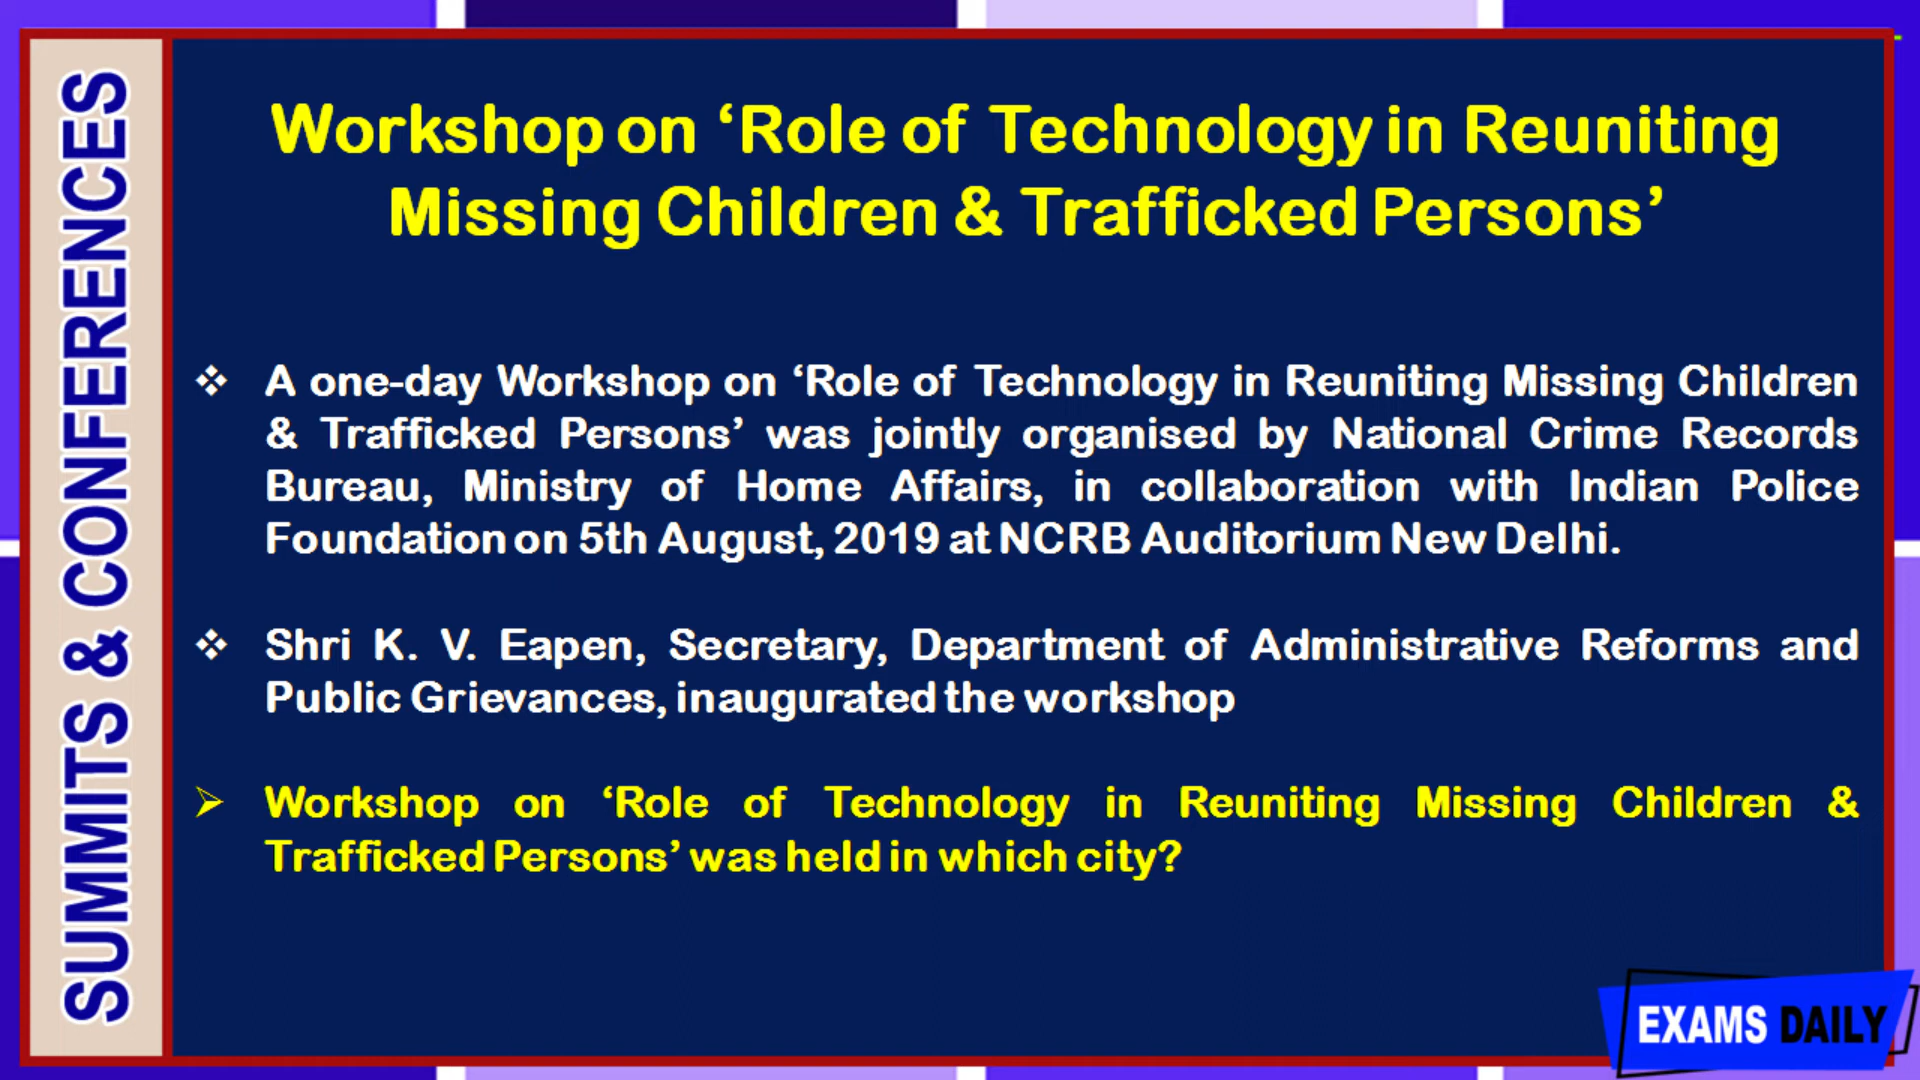 SUMMITS & CONFERENCES
Workshop on ‘Role of Technology in Reuniting
Missing Children & Trafficked Persons’
A one-day Workshop on ‘Role of Technology in Reuniting Missing Children
& Trafficked Persons’ was jointly organised by National Crime Records
Bureau, Ministry of Home Affairs, in collaboration with Indian Police
Foundation on 5th August, 2019 at NCRB Auditorium New Delhi.
Shri K. V. Eapen, Secretary, Department of Administrative Reforms and
Public Grievances, inaugurated the workshop
Workshop on ‘Role of Technology in Reuniting Missing Children &
Trafficked Persons’ was held in which city?
EXAMS DAILY